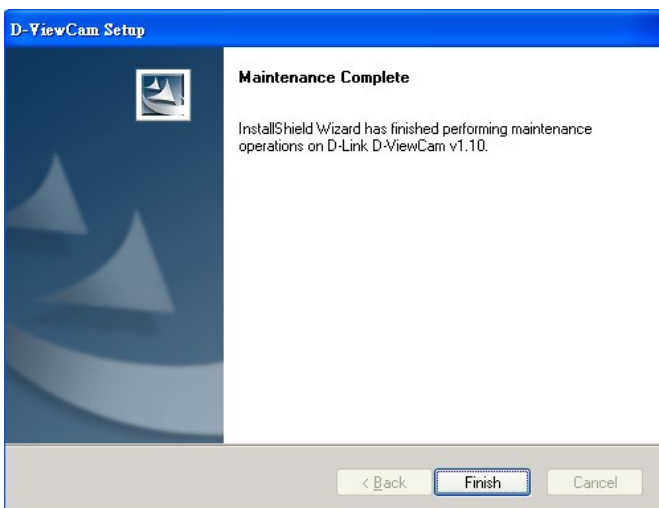 D-ViewCam Setup
Maintenance Complete
InstallShield Wizard has finished performing maintenance
operations on D-Link D-ViewCam v1.10.
< Back
Finish
Cancel